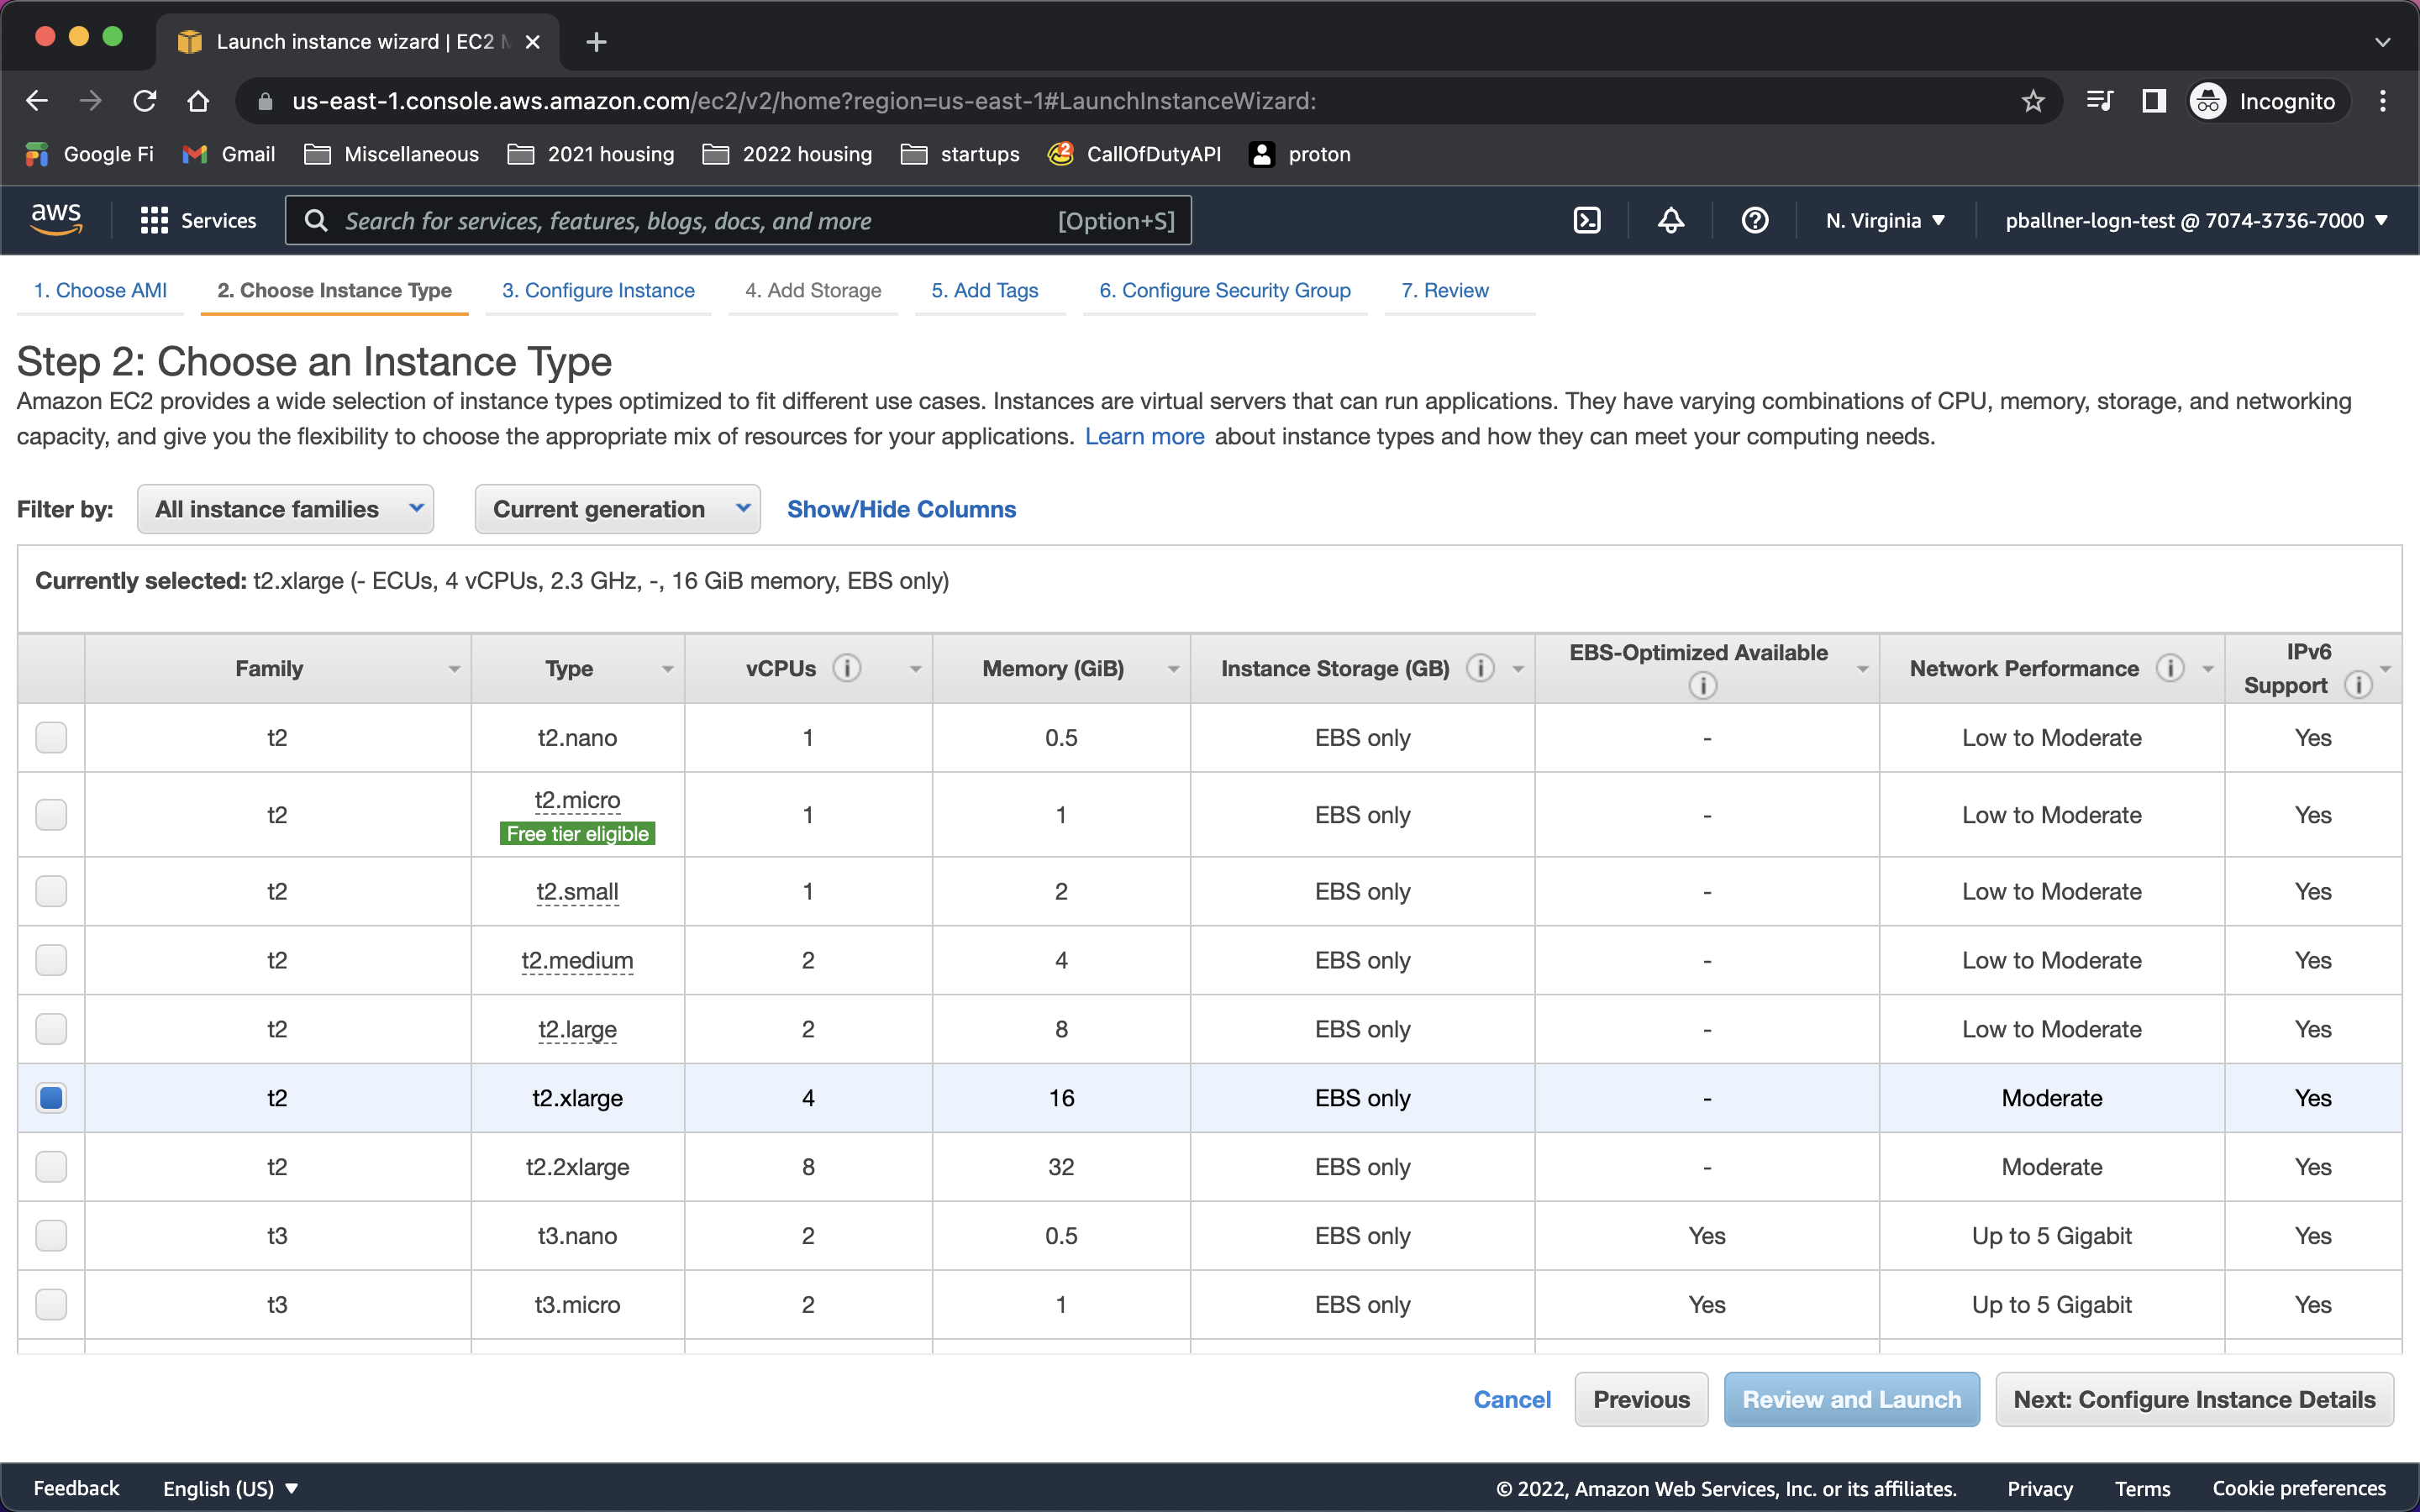 Launch instance wizard | EC2 M
us-east-1.console.aws.amazon.com/ec2/v2/home?region=us-east-1#LaunchInstanceWizard:
Incognito
Google Fi Gmail Miscellaneous 2021 housing 2022 housing startups 2 CallOfDutyAPI proton
aws Services Search for services, features, blogs, docs, and more [Option+S] N. Virginia ▼ pballner-logn-test @ 7074-3736-7000 ▼
1. Choose AMI 2. Choose Instance Type 3. Configure Instance 4. Add Storage 5. Add Tags 6. Configure Security Group 7. Review
Step 2: Choose an Instance Type
Amazon EC2 provides a wide selection of instance types optimized to fit different use cases. Instances are virtual servers that can run applications. They have varying combinations of CPU, memory, storage, and networking
capacity, and give you the flexibility to choose the appropriate mix of resources for your applications. Learn more about instance types and how they can meet your computing needs.
Filter by: All instance families Current generation Show/Hide Columns
Currently selected: t2.xlarge (- ECUs, 4 vCPUs, 2.3 GHz, -, 16 GiB memory, EBS only)
Family Type vCPUs i Memory (GiB) Instance Storage (GB) i EBS-Optimized Available i Network Performance i IPv6 Support i
t2 t2.nano 1 0.5 EBS only - Low to Moderate Yes
t2 t2.micro Free tier eligible 1 1 EBS only - Low to Moderate Yes
t2 t2.small 1 2 EBS only - Low to Moderate Yes
t2 t2.medium 2 4 EBS only - Low to Moderate Yes
t2 t2.large 2 8 EBS only - Low to Moderate Yes
t2 t2.xlarge 4 16 EBS only - Moderate Yes
t2 t2.2xlarge 8 32 EBS only - Moderate Yes
t3 t3.nano 2 0.5 EBS only Yes Up to 5 Gigabit Yes
t3 t3.micro 2 1 EBS only Yes Up to 5 Gigabit Yes
Cancel Previous Review and Launch Next: Configure Instance Details
Feedback English (US) ▼ © 2022, Amazon Web Services, Inc. or its affiliates. Privacy Terms Cookie preferences